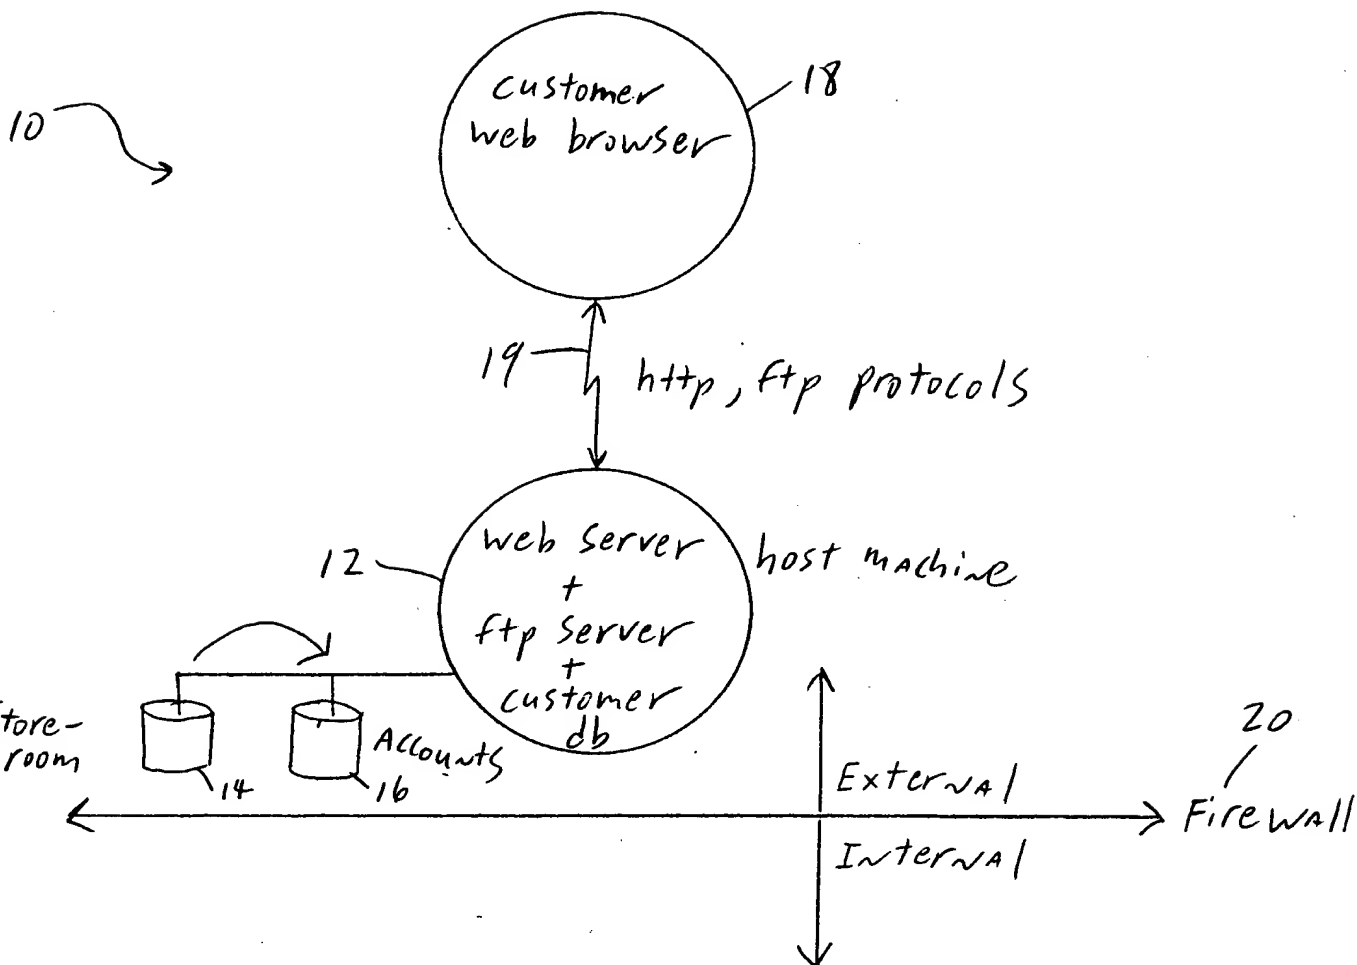 10
customer
web browser
18
19
http, ftp protocols
12
web server
+
ftp server
+
customer
db
host machine
tore-
room
14
Accounts
16
External
Internal
20
Firewall